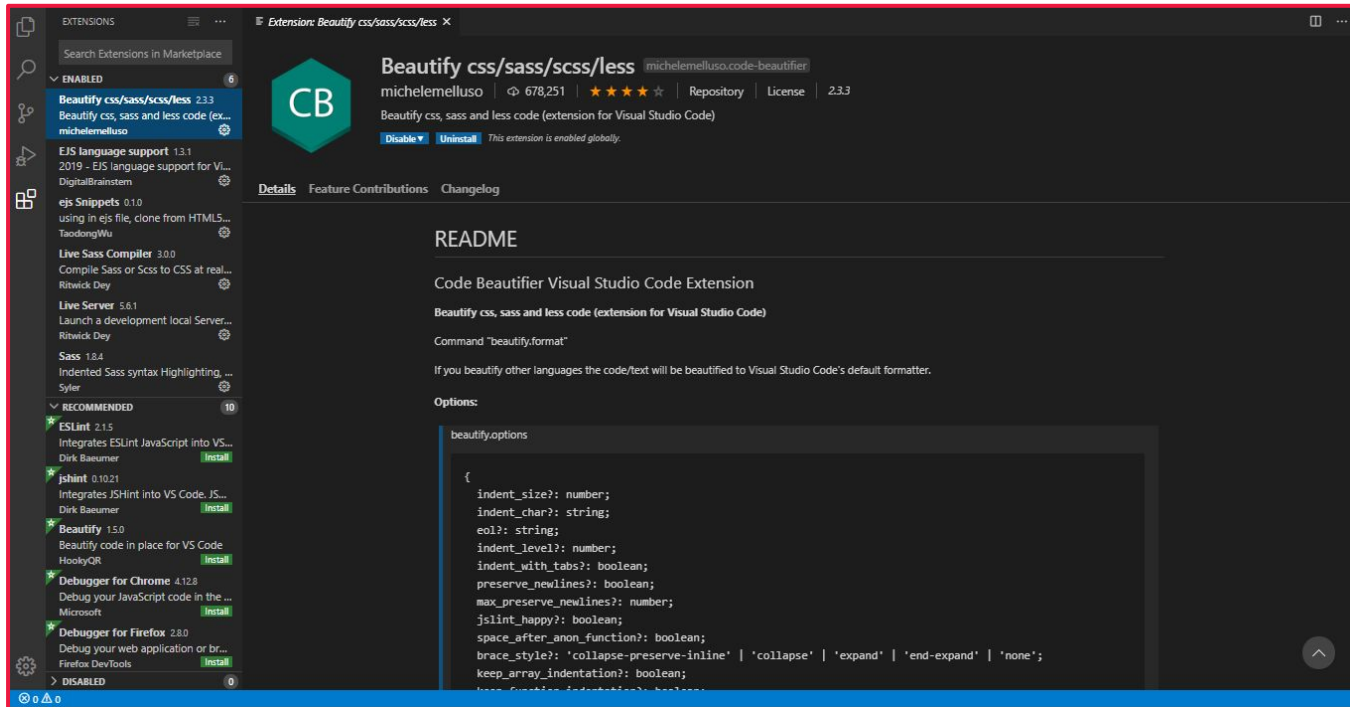 EXTENSIONS
Search Extensions in Marketplace
ENABLED 6
Beautify css/sass/scss/less 2.3.3
Beautify css, sass and less code (ex...
michelemelluso
EJS language support 1.3.1
2019 - EJS language support for Vi...
DigitalBrainstem
ejs Snippets 0.1.0
using in ejs file, clone from HTML5...
TaodongWu
Live Sass Compiler 3.0.0
Compile Sass or Scss to CSS at real...
Ritwick Dey
Live Server 5.6.1
Launch a development local Server...
Ritwick Dey
Sass 1.8.4
Indented Sass syntax Highlighting, ...
Syler
RECOMMENDED 10
ESLint 2.1.5
Integrates ESLint JavaScript into VS...
Dirk Baeumer Install
jshint 0.10.21
Integrates JSHint into VS Code. JS...
Dirk Baeumer Install
Beautify 1.5.0
Beautify code in place for VS Code
HookyQR Install
Debugger for Chrome 4.12.8
Debug your JavaScript code in the ...
Microsoft Install
Debugger for Firefox 2.8.0
Debug your web application or br...
Firefox DevTools Install
DISABLED 0
0 0
Extension: Beautify css/sass/scss/less
CB
Beautify css/sass/scss/less michelemelluso.code-beautifier
michelemelluso 678,251 Repository License 2.3.3
Beautify css, sass and less code (extension for Visual Studio Code)
Disable Uninstall This extension is enabled globally.
Details Feature Contributions Changelog
README
Code Beautifier Visual Studio Code Extension
Beautify css, sass and less code (extension for Visual Studio Code)
Command "beautify.format"
If you beautify other languages the code/text will be beautified to Visual Studio Code's default formatter.
Options:
beautify.options
{
indent_size?: number;
indent_char?: string;
eol?: string;
indent_level?: number;
indent_with_tabs?: boolean;
preserve_newlines?: boolean;
max_preserve_newlines?: number;
jslint_happy?: boolean;
space_after_anon_function?: boolean;
brace_style?: 'collapse-preserve-inline' | 'collapse' | 'expand' | 'end-expand' | 'none';
keep_array_indentation?: boolean;